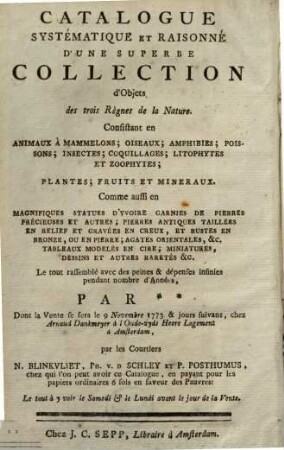 CATALOGUE
SYSTÉMATIQUE ET RAISONNÉ
D'UNE SUPERBE
COLLECTION
d'Objets
des trois Règnes de la Nature.
Consistant en
ANIMAUX À MAMMELONS; OISEAUX; AMPHIBIES; POIS-
SONS; INSECTES; COQUILLAGES; LITOPHYTES
ET ZOOPHYTES;
PLANTES; FRUITS ET MINERAUX.
Comme aussi en
MAGNIFIQUES STATUES D'YVOIRE GARNIES DE PIERRES
PRÉCIEUSES ET AUTRES; PIERRES ANTIQUES TAILLÉES
EN RELIEF ET GRAVÉES EN CREUX, ET BUSTES EN
BRONZE, OU EN PIERRE; AGATES ORIENTALES, &C.
TABLEAUX MODELÉS EN CIRE; MINIATURES,
DESSINS ET AUTRES RARETÉS &C.
Le tout rassemblé avec des peines & dépenses infinies
pendant nombre d'Années,
PAR * *
Dont la Vente se fera le 9 Novembre 1773 & jours suivans, chez
Arnaud Dankmeyer à l'Oude-zyds Heere Logement
à Amsterdam,
par les Courtiers
N. BLINKVLIET, PH. V. D SCHLEY ET P. POSTHUMUS,
chez qui l'on peut avoir ce Catalogue, en payant pour les
papiers ordinaires 6 sols en faveur des Pauvres:
Le tout à y voir le Samedi & le Lundi avant le jour de la Vente.
Chez J. C. SEPP, Libraire à Amsterdam.